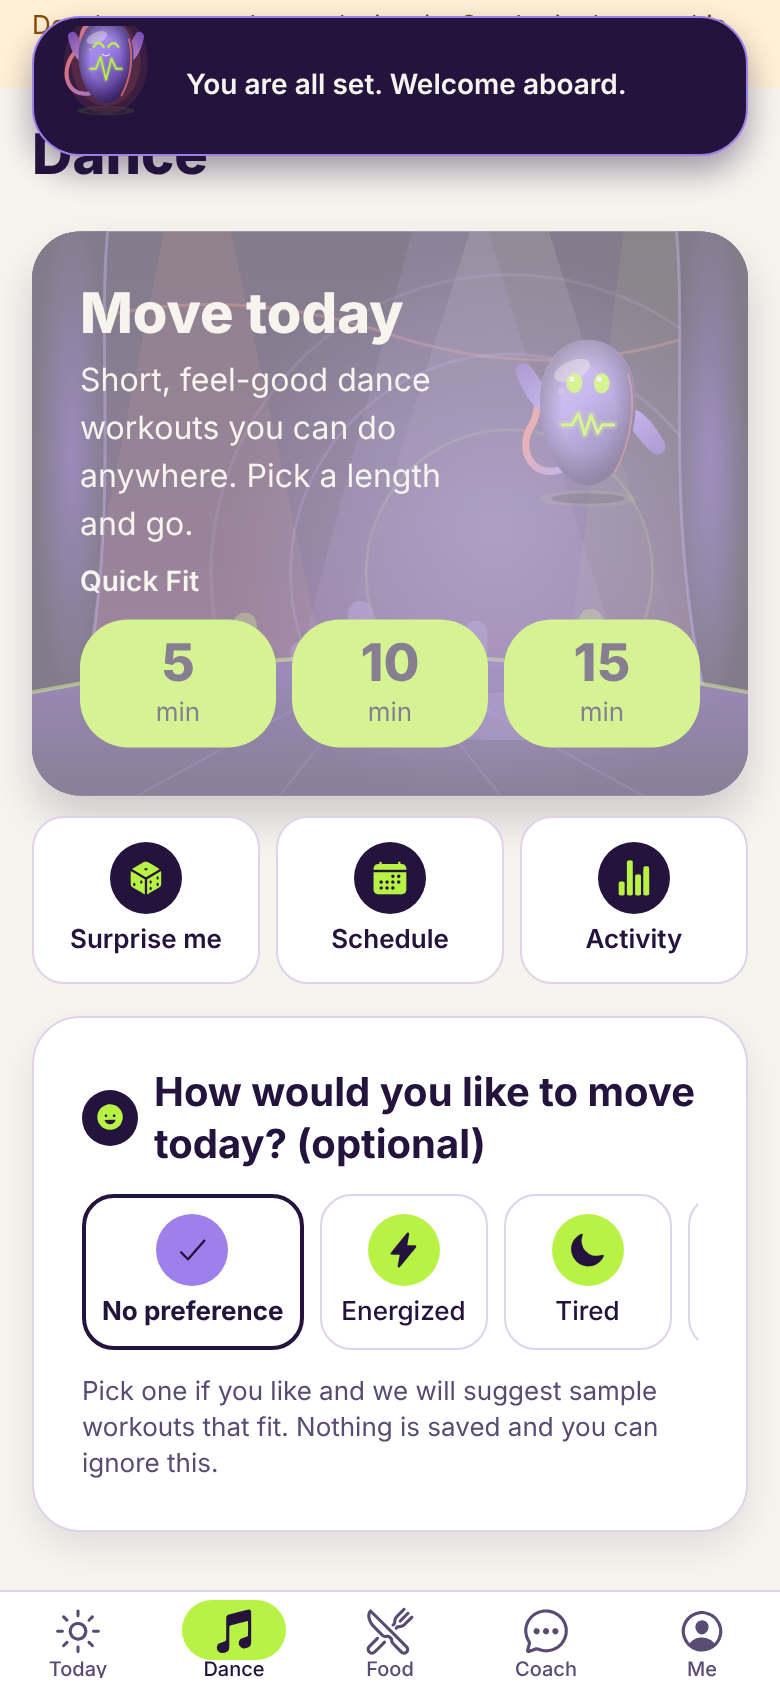 You are all set. Welcome aboard.
Dance
Move today
Short, feel-good dance
workouts you can do
anywhere. Pick a length
and go.
Quick Fit
5 10 15
min min min
Surprise me Schedule Activity
How would you like to move
today? (optional)
No preference Energized Tired
Pick one if you like and we will suggest sample
workouts that fit. Nothing is saved and you can
ignore this.
Today Dance Food Coach Me